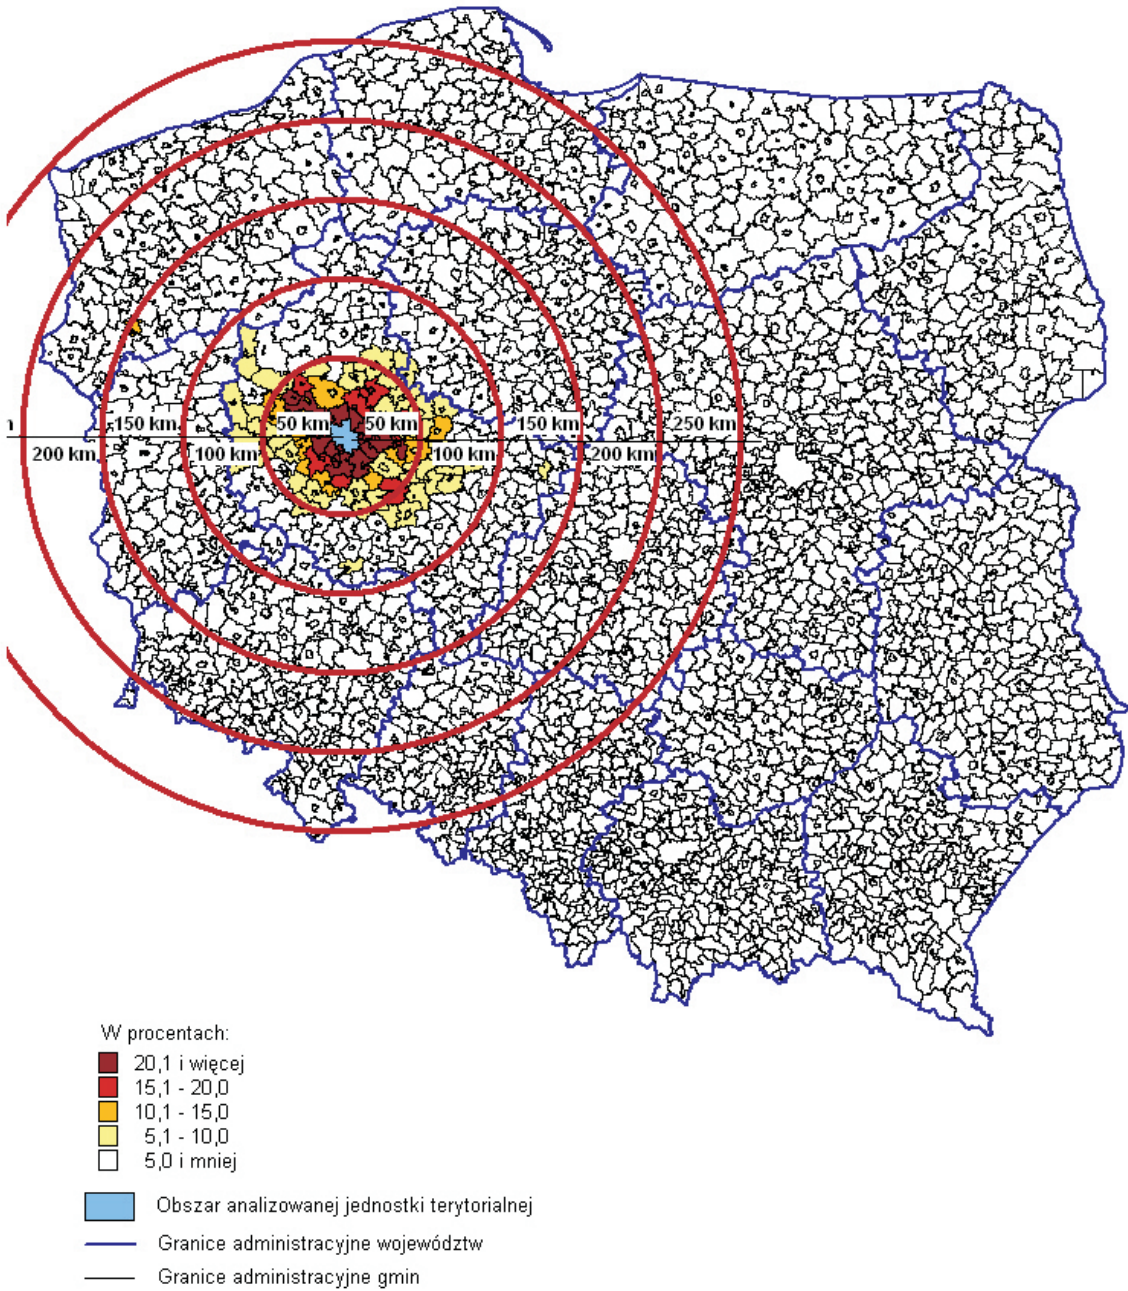 50 km
50 km
150 km
150 km
250 km
200 km
100 km
100 km
200 km
W procentach:
20,1 i więcej
15,1 - 20,0
10,1 - 15,0
5,1 - 10,0
5,0 i mniej
Obszar analizowanej jednostki terytorialnej
Granice administracyjne województw
Granice administracyjne gmin